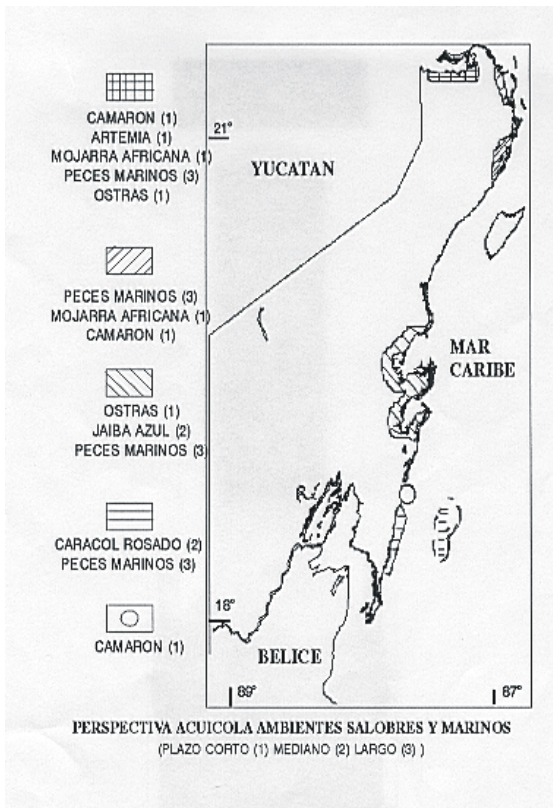 CAMARON (1)
ARTEMIA (1)
MOJARRA AFRICANA (1)
PECES MARINOS (3)
OSTRAS (1)
PECES MARINOS (3)
MOJARRA AFRICANA (1)
CAMARON (1)
OSTRAS (1)
JAIBA AZUL (2)
PECES MARINOS (3)
CARACOL ROSADO (2)
PECES MARINOS (3)
CAMARON (1)
21°
YUCATAN
MAR
CARIBE
18°
BELICE
89°
87°
PERSPECTIVA ACUICOLA AMBIENTES SALOBRES Y MARINOS
(PLAZO CORTO (1) MEDIANO (2) LARGO (3) )